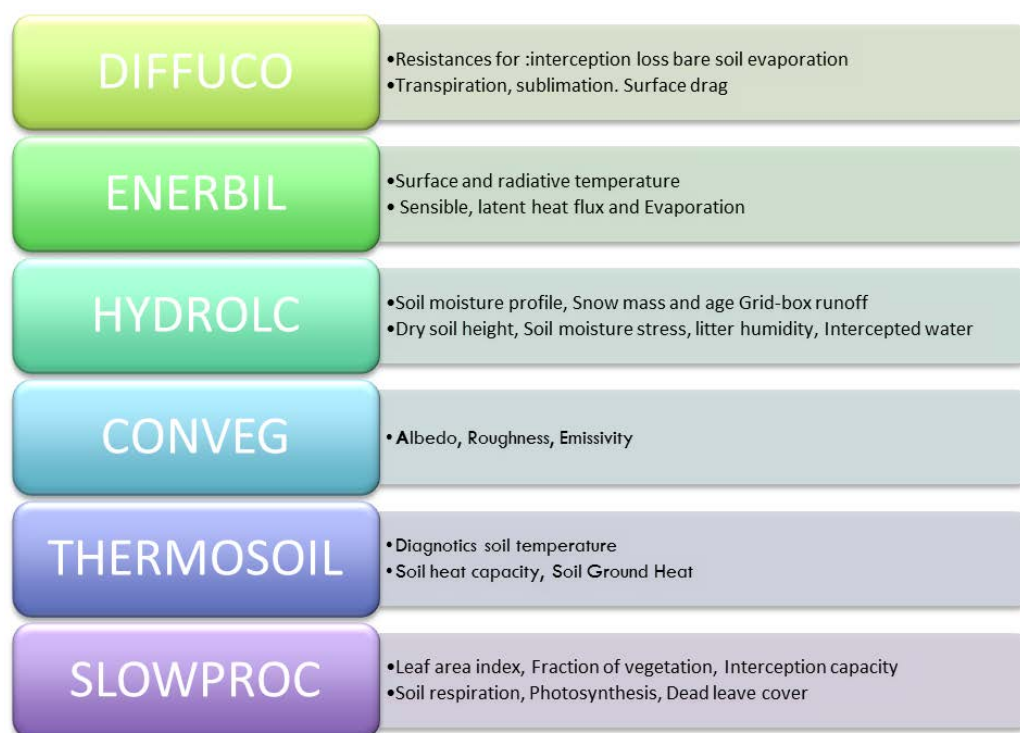 DIFFUCO
•Resistances for :interception loss bare soil evaporation
•Transpiration, sublimation. Surface drag
ENERBIL
•Surface and radiative temperature
• Sensible, latent heat flux and Evaporation
HYDROLC
•Soil moisture profile, Snow mass and age Grid-box runoff
•Dry soil height, Soil moisture stress, litter humidity, Intercepted water
CONVEG
• Albedo, Roughness, Emissivity
THERMOSOIL
• Diagnotics soil temperature
• Soil heat capacity, Soil Ground Heat
SLOWPROC
•Leaf area index, Fraction of vegetation, Interception capacity
•Soil respiration, Photosynthesis, Dead leave cover